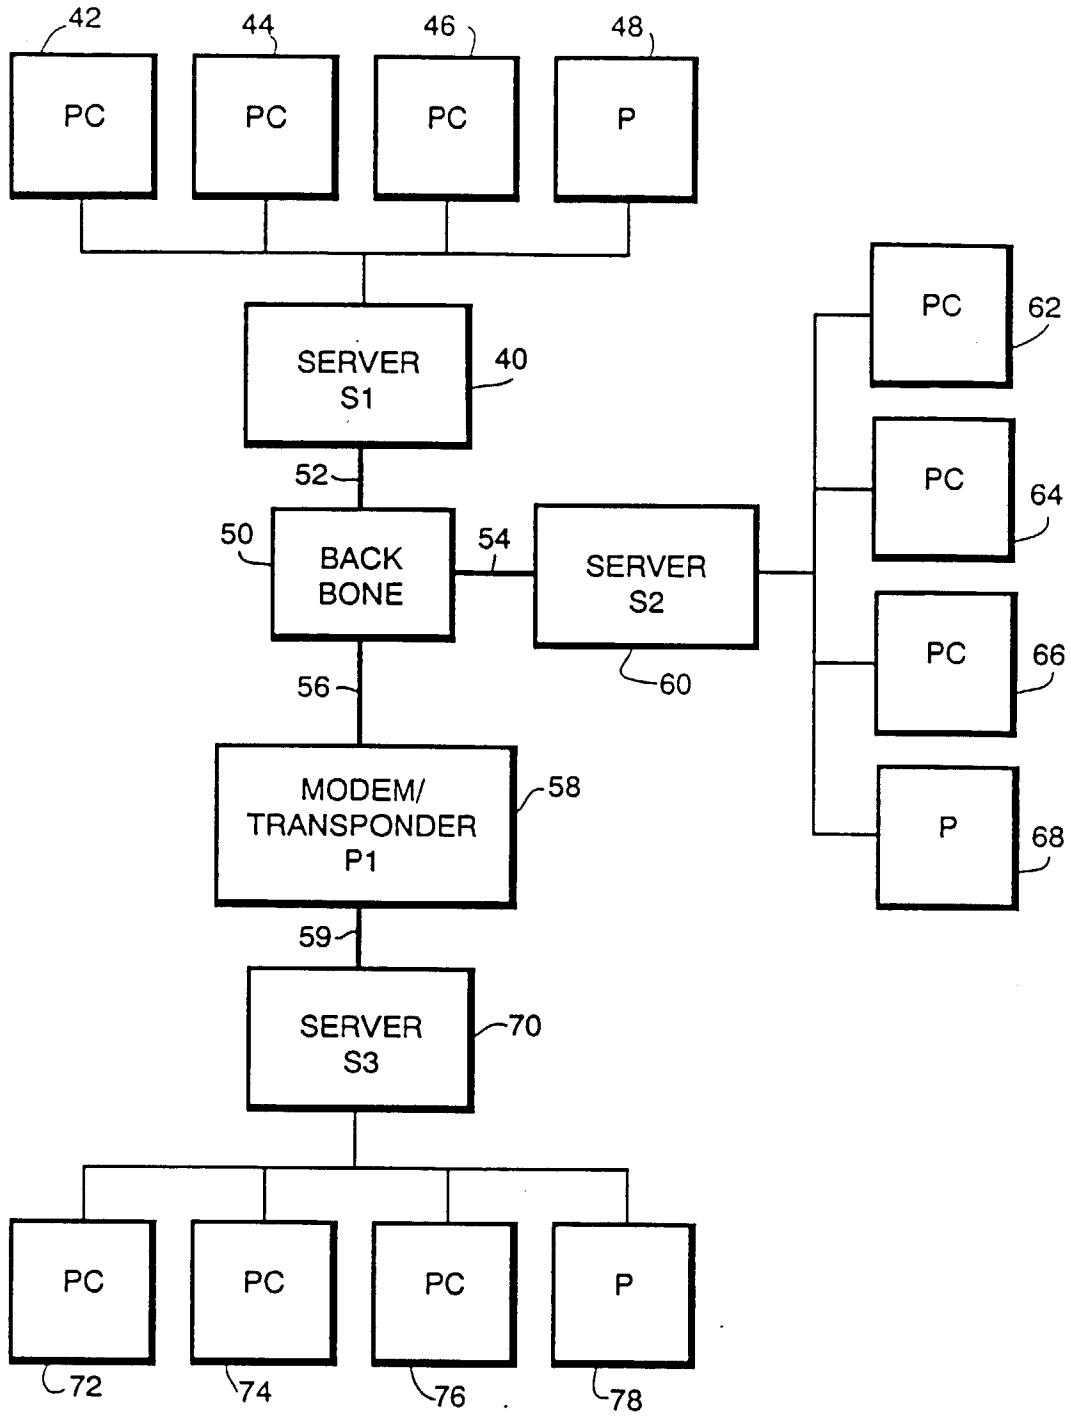 42
44
46
48
PC
PC
PC
P
SERVER
S1
40
52
50
BACK
BONE
54
SERVER
S2
60
PC
62
PC
64
PC
66
P
68
56
MODEM/
TRANSPONDER
P1
58
59
SERVER
S3
70
PC
PC
PC
P
72
74
76
78